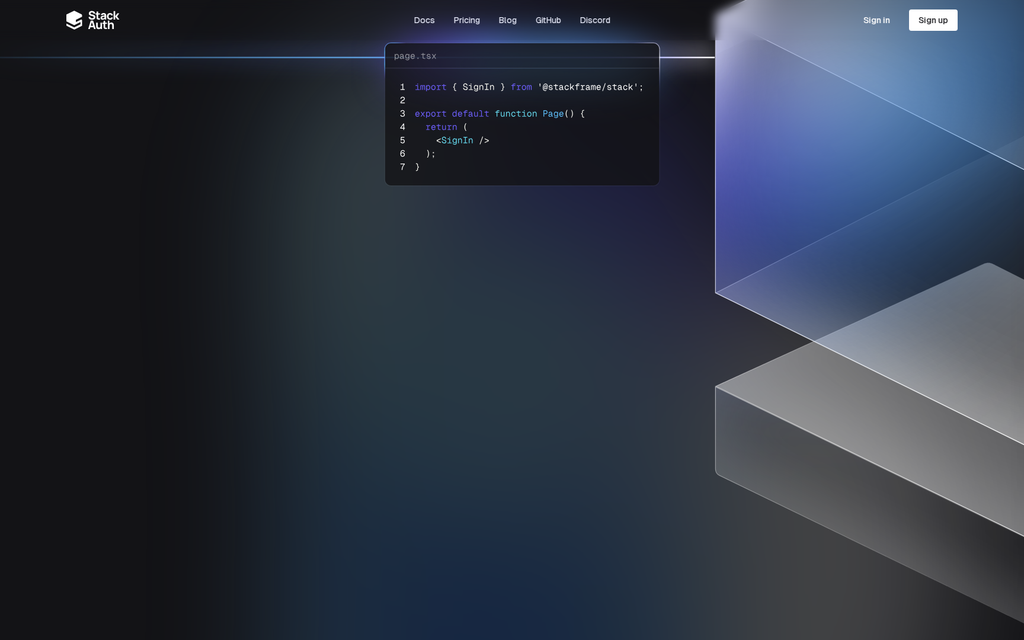 Stack
Auth
Docs Pricing Blog GitHub Discord
Sign in Sign up
page.tsx
1 import { SignIn } from '@stackframe/stack';
2
3 export default function Page() {
4   return (
5     <SignIn />
6   );
7 }